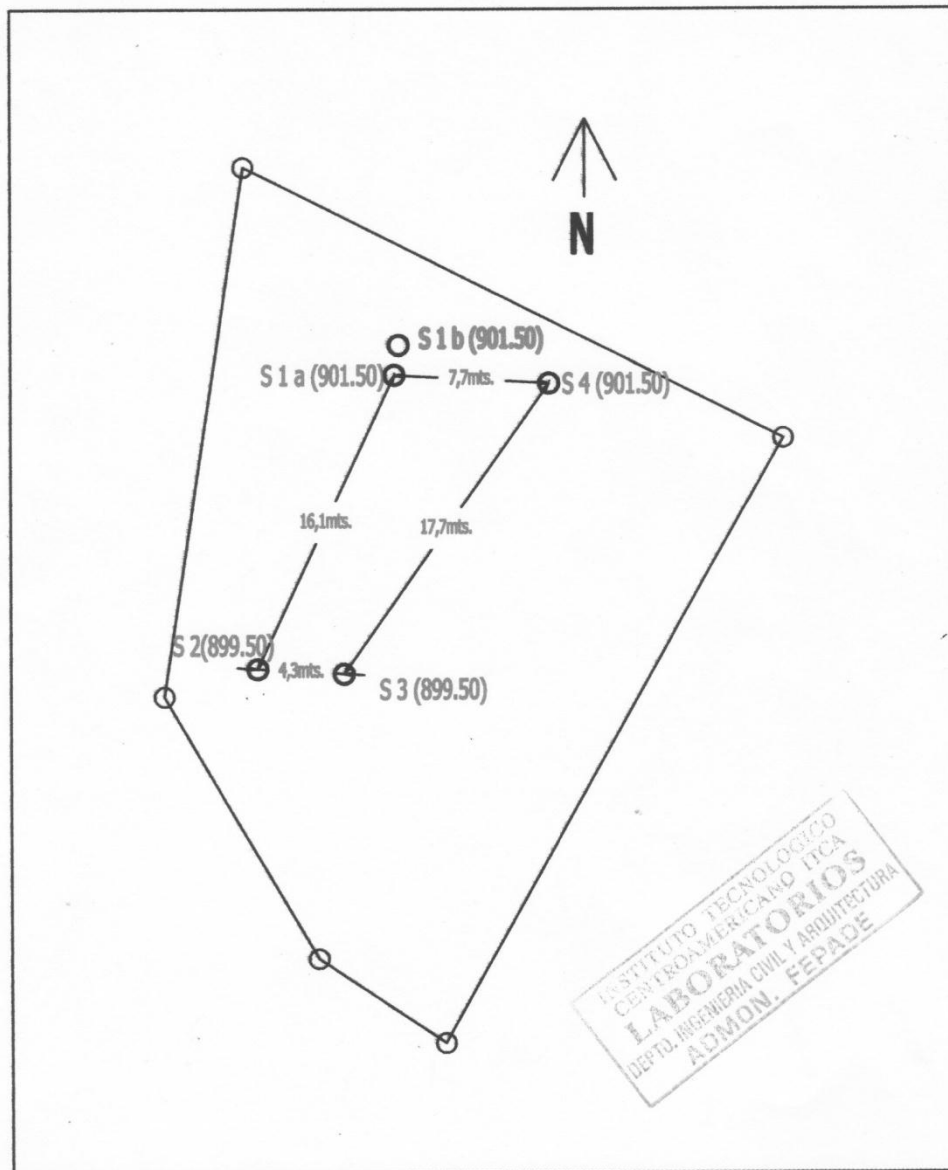 N
S 1 b (901.50)
S 1 a (901.50)
7,7mts.
S 4 (901.50)
16,1mts.
17,7mts.
S 2(899.50)
4,3mts.
S 3 (899.50)
INSTITUTO TECNOLOGICO
CENTROAMERICANO ITCA
LABORATORIOS
DEPTO. INGENIERIA CIVIL Y ARQUITECTURA
ADMON. FEPADE